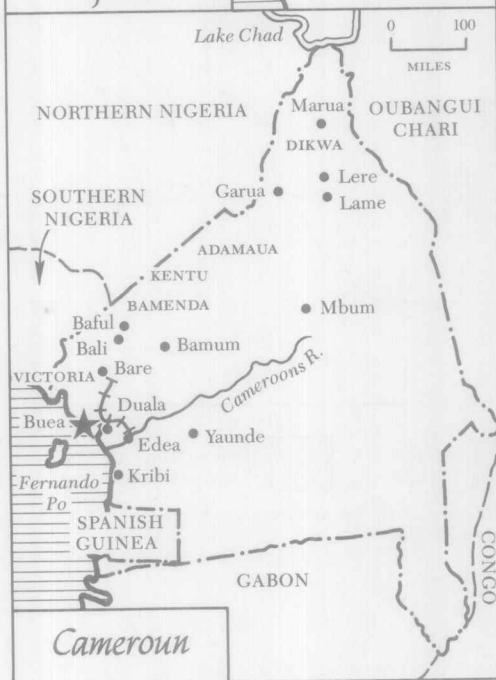 Lake Chad
0 100
MILES
NORTHERN NIGERIA
Marua
OUBANGUI
CHARI
DIKWA
Lere
Garua
Lame
SOUTHERN
NIGERIA
ADAMAUA
KENTU
BAMENDA
Mbum
Baful
Bali
Bamum
Bare
VICTORIA
Cameroons R.
Duala
Buea
Edea
Yaunde
Kribi
Fernando
Po
SPANISH
GUINEA
GABON
CONGO
Cameroun